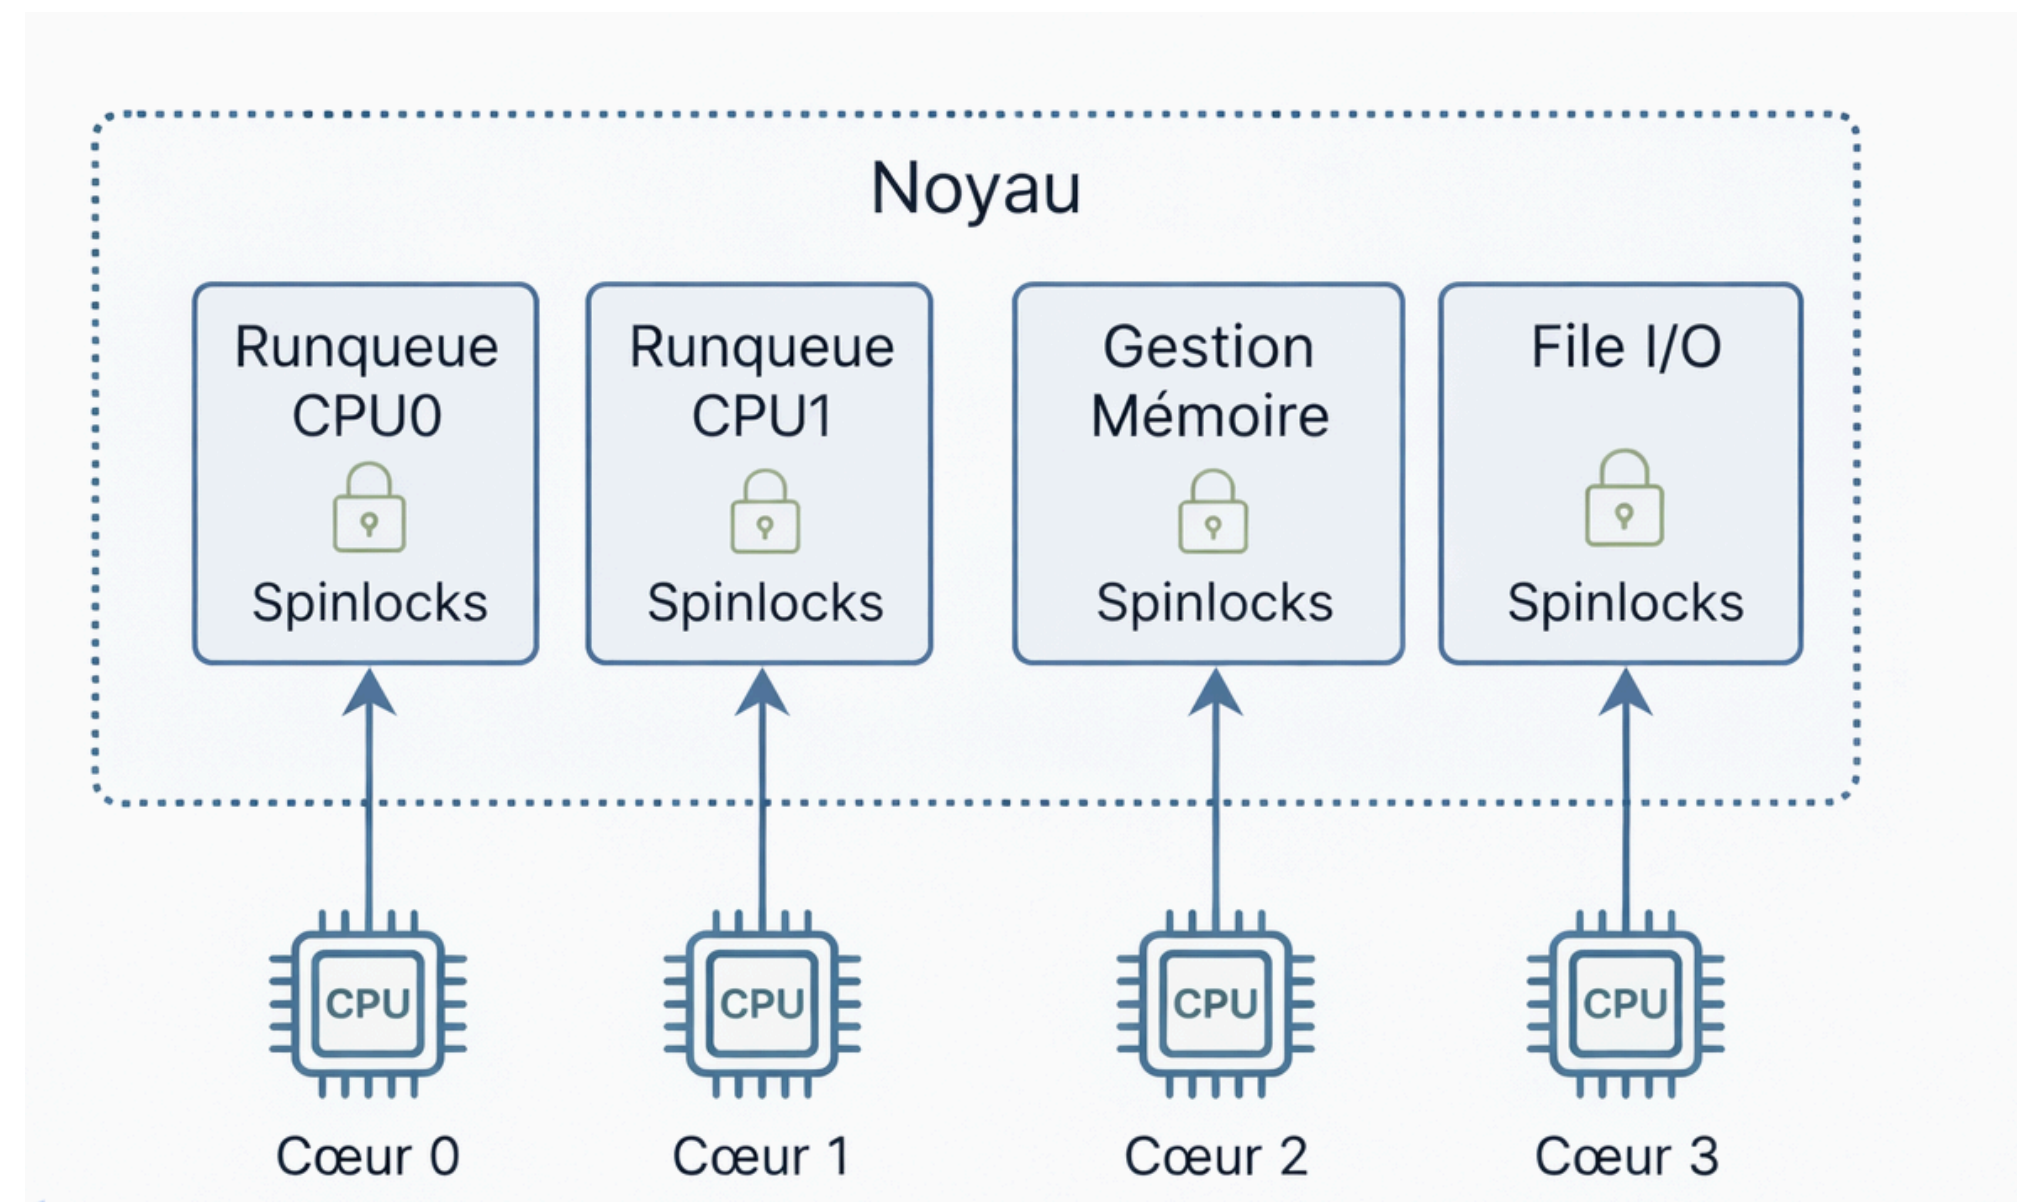 Noyau
Runqueue
CPU0
Spinlocks
Runqueue
CPU1
Spinlocks
Gestion
Mémoire
Spinlocks
File I/O
Spinlocks
CPU
CPU
CPU
CPU
Cœur 0
Cœur 1
Cœur 2
Cœur 3